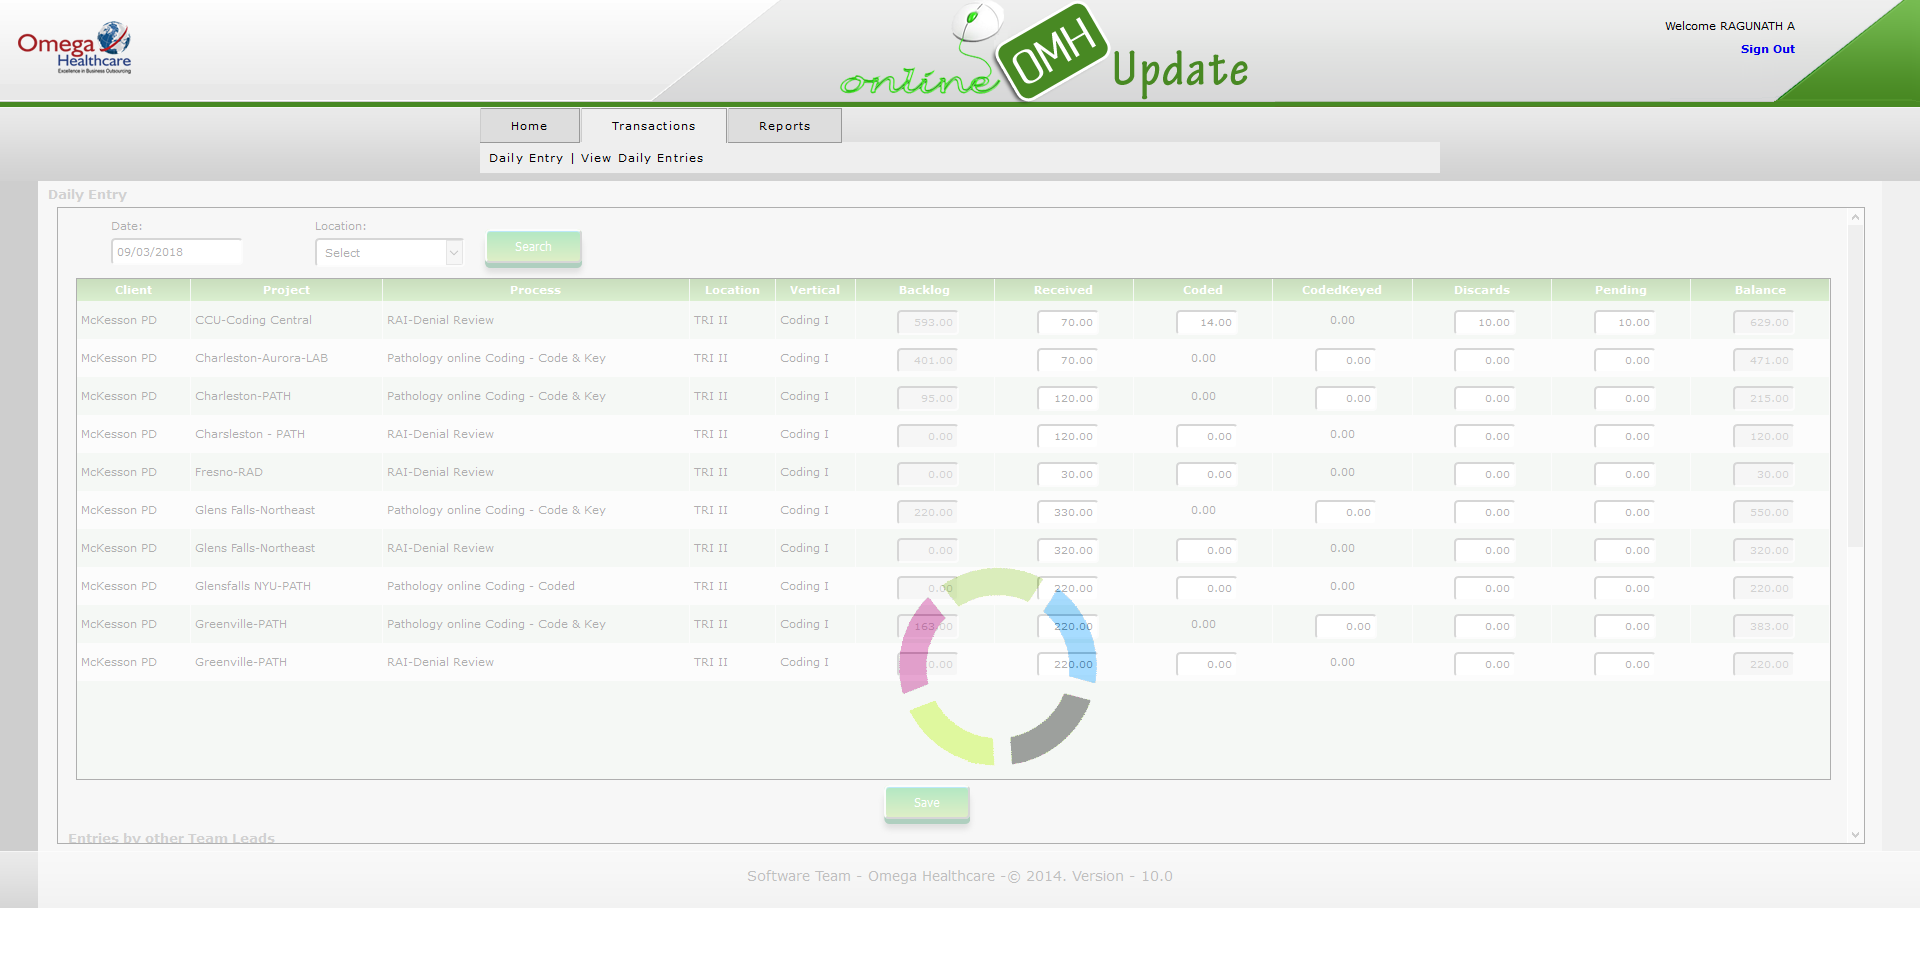 Omega
Healthcare
Excellence in Business Outsourcing
online OMH Update
Welcome RAGUNATH A
Sign Out
Home Transactions Reports
Daily Entry | View Daily Entries
Daily Entry
Date: Location:
09/03/2018 Select Search
Client Project Process Location Vertical Backlog Received Coded CodedKeyed Discards Pending Balance
McKesson PD CCU-Coding Central RAI-Denial Review TRI II Coding I 593.00 70.00 14.00 0.00 10.00 10.00 629.00
McKesson PD Charleston-Aurora-LAB Pathology online Coding - Code & Key TRI II Coding I 401.00 70.00 0.00 0.00 0.00 0.00 471.00
McKesson PD Charleston-PATH Pathology online Coding - Code & Key TRI II Coding I 95.00 120.00 0.00 0.00 0.00 0.00 215.00
McKesson PD Charsleston - PATH RAI-Denial Review TRI II Coding I 0.00 120.00 0.00 0.00 0.00 0.00 120.00
McKesson PD Fresno-RAD RAI-Denial Review TRI II Coding I 0.00 30.00 0.00 0.00 0.00 0.00 30.00
McKesson PD Glens Falls-Northeast Pathology online Coding - Code & Key TRI II Coding I 220.00 330.00 0.00 0.00 0.00 0.00 550.00
McKesson PD Glens Falls-Northeast RAI-Denial Review TRI II Coding I 0.00 320.00 0.00 0.00 0.00 0.00 320.00
McKesson PD Glensfalls NYU-PATH Pathology online Coding - Coded TRI II Coding I 0.00 220.00 0.00 0.00 0.00 0.00 220.00
McKesson PD Greenville-PATH Pathology online Coding - Code & Key TRI II Coding I 163.00 220.00 0.00 0.00 0.00 0.00 383.00
McKesson PD Greenville-PATH RAI-Denial Review TRI II Coding I 0.00 220.00 0.00 0.00 0.00 0.00 220.00
Save
Entries by other Team Leads
Software Team - Omega Healthcare -© 2014. Version - 10.0